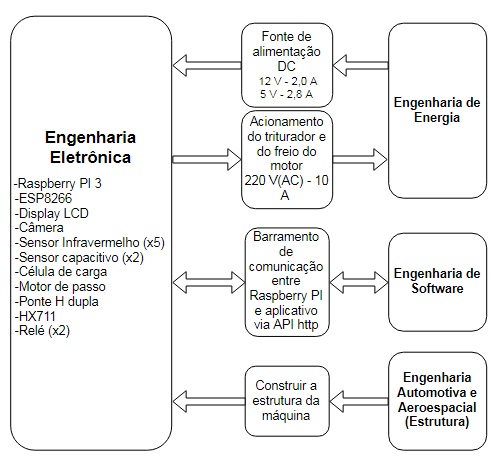 Engenharia
Eletrônica
-Raspberry PI 3
-ESP8266
-Display LCD
-Câmera
-Sensor Infravermelho (x5)
-Sensor capacitivo (x2)
-Célula de carga
-Motor de passo
-Ponte H dupla
-HX711
-Relé (x2)
Fonte de
alimentação
DC
12 V - 2,0 A
5 V - 2,8 A
Engenharia de
Energia
Acionamento
do triturador e
do freio do
motor
220 V(AC) - 10
A
Barramento
de
comunicação
entre
Raspberry PI
e aplicativo
via API http
Engenharia de
Software
Construir a
estrutura da
máquina
Engenharia
Automotiva e
Aeroespacial
(Estrutura)